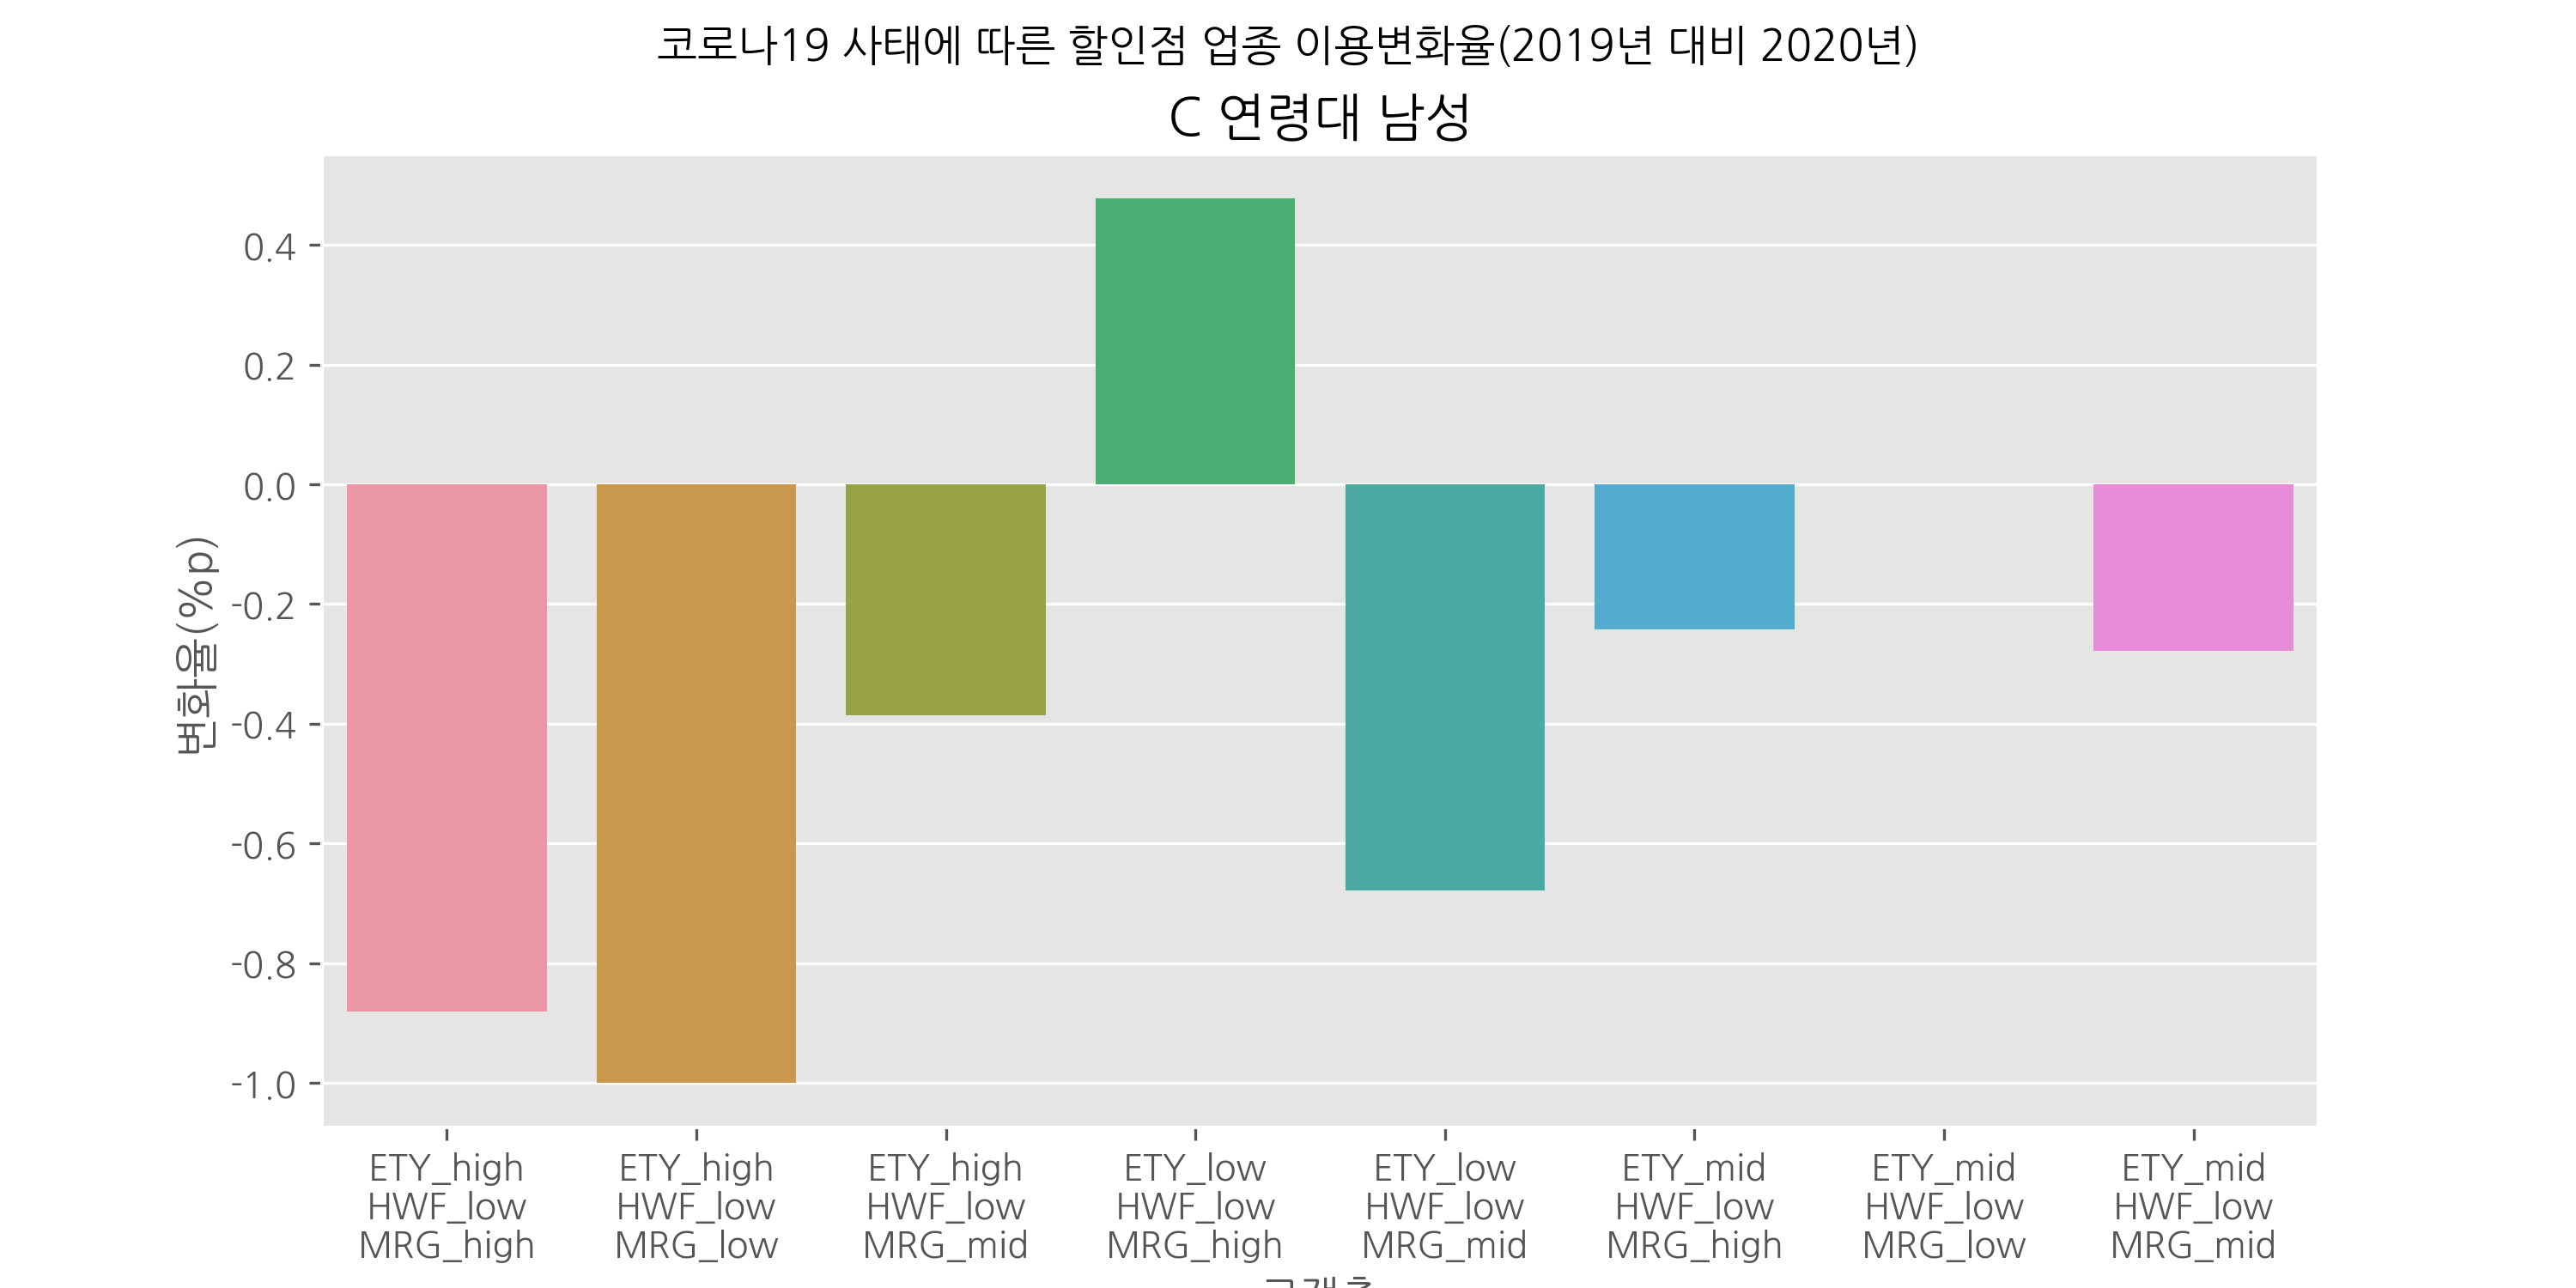 코로나19 사태에 따른 할인점 업종 이용변화율(2019년 대비 2020년)
C 연령대 남성
변화율(%p)
0.4
0.2
0.0
-0.2
-0.4
-0.6
-0.8
-1.0
ETY_high ETY_high ETY_high ETY_low ETY_low ETY_mid ETY_mid ETY_mid
HWF_low HWF_low HWF_low HWF_low HWF_low HWF_low HWF_low HWF_low
MRG_high MRG_low MRG_mid MRG_high MRG_mid MRG_high MRG_low MRG_mid